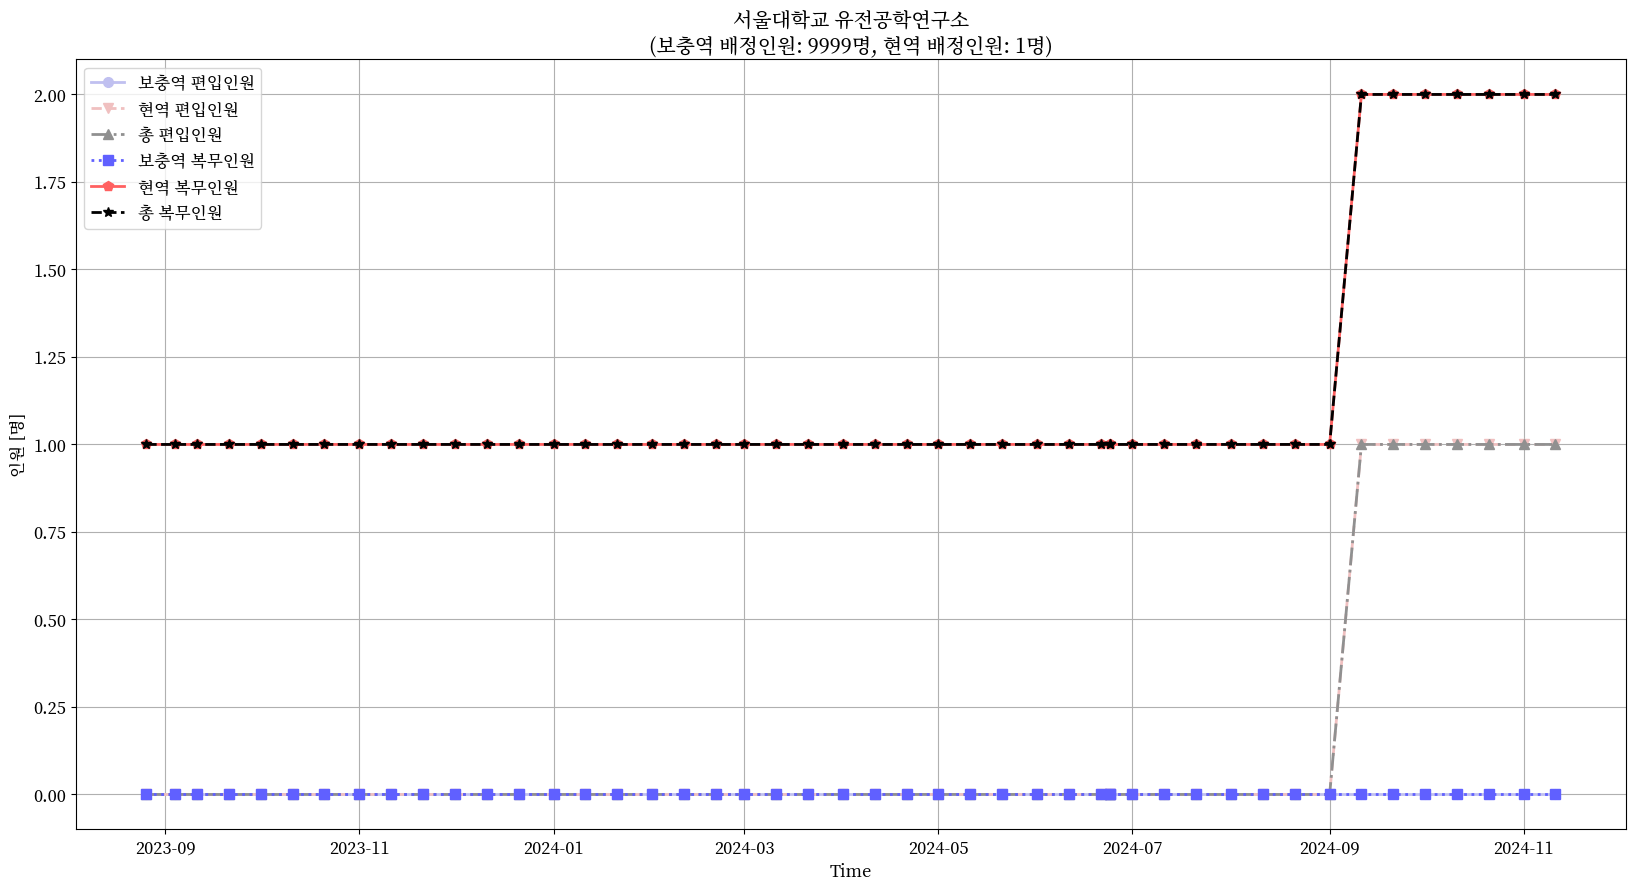 서울대학교 유전공학연구소
(보충역 배정인원: 9999명, 현역 배정인원: 1명)
보충역 편입인원
현역 편입인원
총 편입인원
보충역 복무인원
현역 복무인원
총 복무인원
2.00
1.75
1.50
1.25
1.00
0.75
0.50
0.25
0.00
인원 [명]
2023-09
2023-11
2024-01
2024-03
2024-05
2024-07
2024-09
2024-11
Time